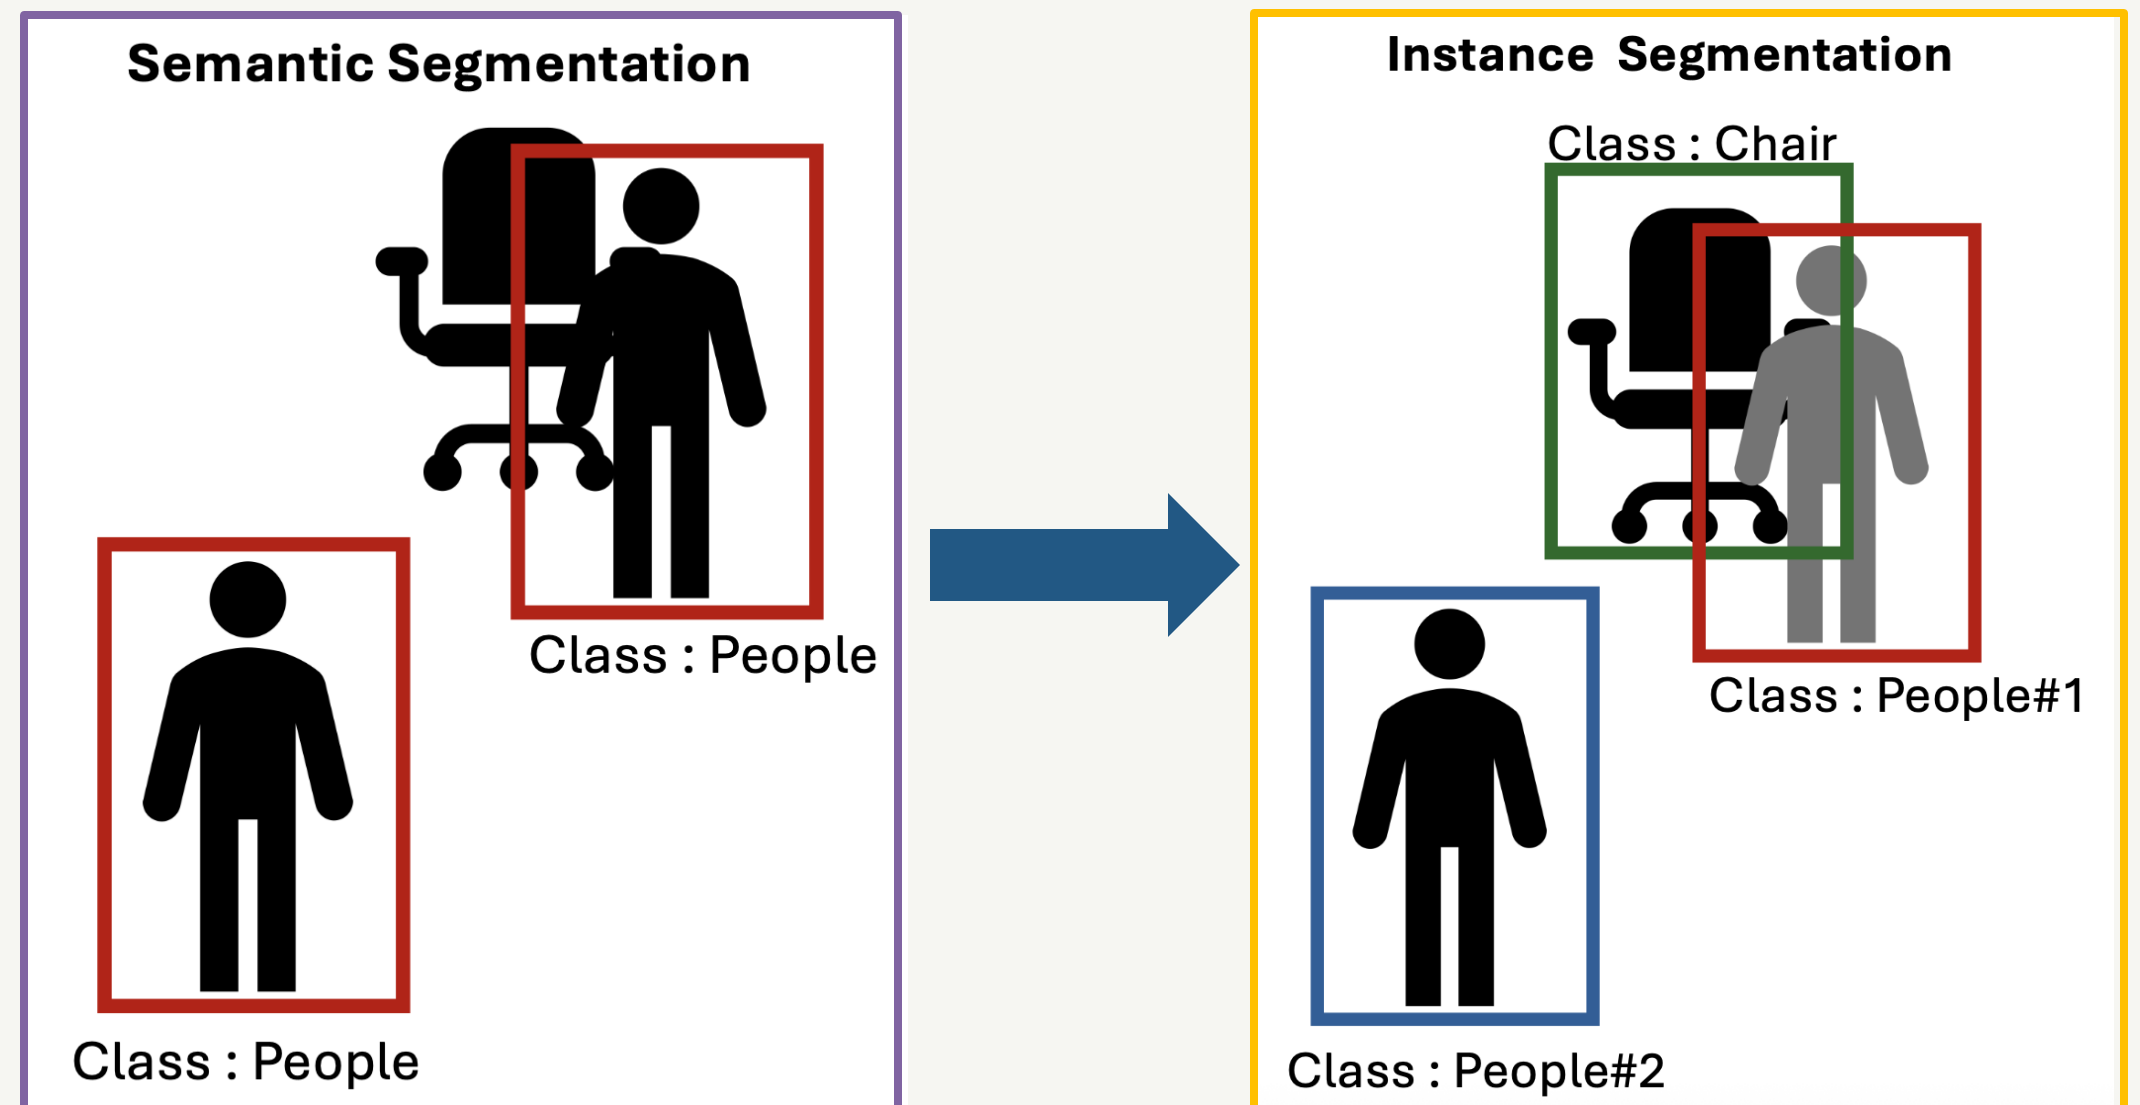 Semantic Segmentation
Class : People
Class : People
Instance Segmentation
Class : Chair
Class : People#1
Class : People#2